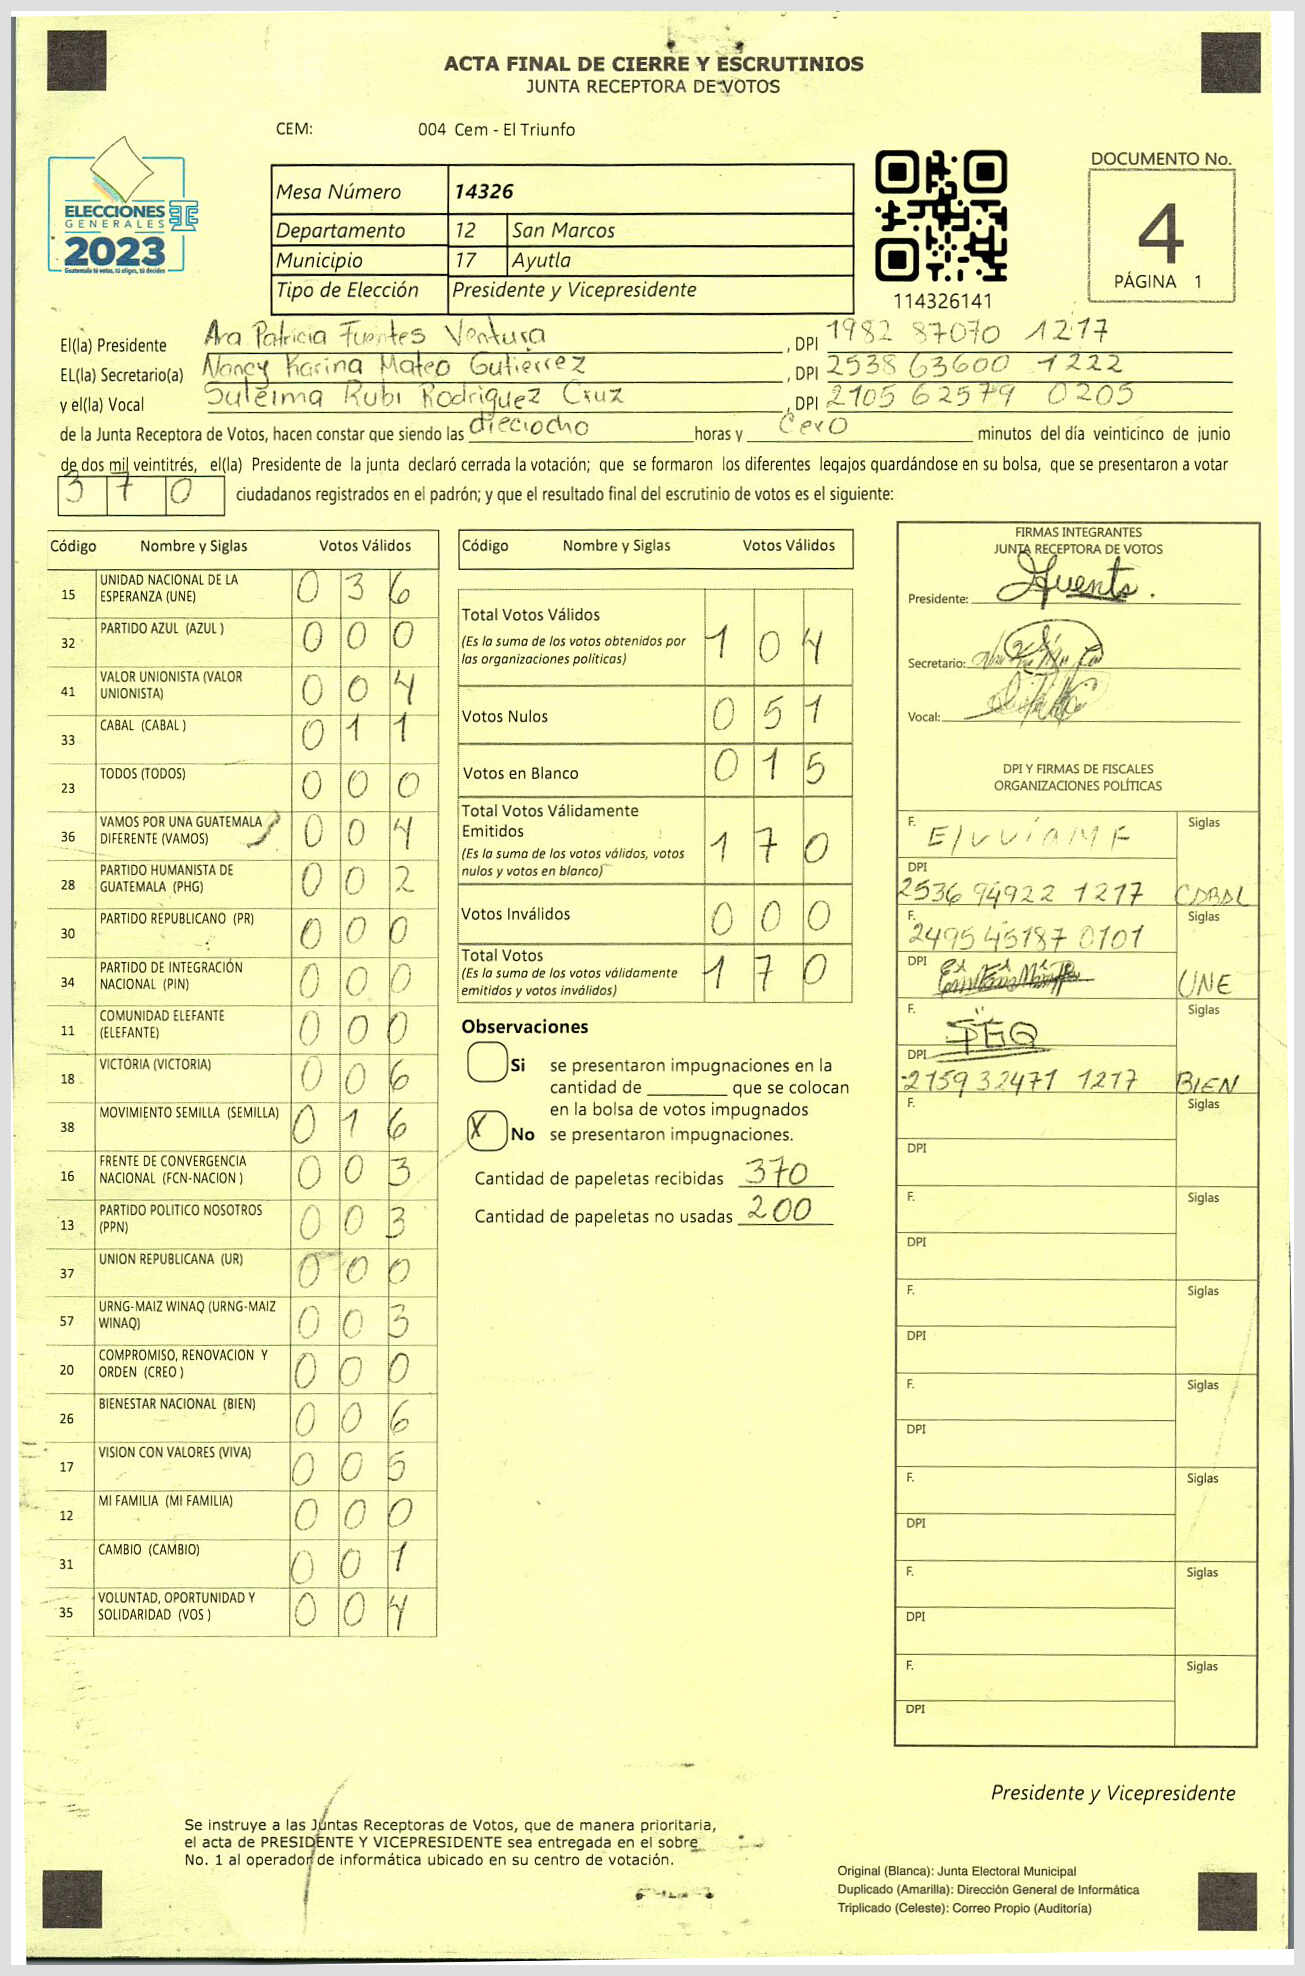 ACTA FINAL DE CIERRE Y ESCRUTINIOS
JUNTA RECEPTORA DE VOTOS
CEM: 004 Cem - El Triunfo
ELECCIONES
GENERALES
2023
Guatemala tú votas, tú eliges, tú decides
Mesa Número 14326
Departamento 12 San Marcos
Municipio 17 Ayutla
Tipo de Elección Presidente y Vicepresidente
114326141
DOCUMENTO No.
4
PÁGINA 1
El(la) Presidente Ana Patricia Fuentes Ventura, DPI 1982 87070 1217
EL(la) Secretario(a) Nancy Karina Mateo Gutierrez, DPI 2538 63600 1222
y el(la) Vocal Suleima Rubi Rodriguez Cruz, DPI 2105 62579 0205
de la Junta Receptora de Votos, hacen constar que siendo las dieciocho horas y Cero minutos del día veinticinco de junio
de dos mil veintitrés, el(la) Presidente de la junta declaró cerrada la votación; que se formaron los diferentes legajos guardándose en su bolsa, que se presentaron a votar
370 ciudadanos registrados en el padrón; y que el resultado final del escrutinio de votos es el siguiente:
Código Nombre y Siglas Votos Válidos
15 UNIDAD NACIONAL DE LA ESPERANZA (UNE) 0 3 6
32 PARTIDO AZUL (AZUL ) 0 0 0
41 VALOR UNIONISTA (VALOR UNIONISTA) 0 0 4
33 CABAL (CABAL ) 0 1 1
23 TODOS (TODOS) 0 0 0
36 VAMOS POR UNA GUATEMALA DIFERENTE (VAMOS) 0 0 4
28 PARTIDO HUMANISTA DE GUATEMALA (PHG) 0 0 2
30 PARTIDO REPUBLICANO (PR) 0 0 0
34 PARTIDO DE INTEGRACIÓN NACIONAL (PIN) 0 0 0
11 COMUNIDAD ELEFANTE (ELEFANTE) 0 0 0
18 VICTORIA (VICTORIA) 0 0 6
38 MOVIMIENTO SEMILLA (SEMILLA) 0 1 6
16 FRENTE DE CONVERGENCIA NACIONAL (FCN-NACION ) 0 0 3
13 PARTIDO POLITICO NOSOTROS (PPN) 0 0 3
37 UNION REPUBLICANA (UR) 0 0 0
57 URNG-MAIZ WINAQ (URNG-MAIZ WINAQ) 0 0 3
20 COMPROMISO, RENOVACION Y ORDEN (CREO ) 0 0 0
26 BIENESTAR NACIONAL (BIEN) 0 0 6
17 VISION CON VALORES (VIVA) 0 0 5
12 MI FAMILIA (MI FAMILIA) 0 0 0
31 CAMBIO (CAMBIO) 0 0 1
35 VOLUNTAD, OPORTUNIDAD Y SOLIDARIDAD (VOS ) 0 0 4
Código Nombre y Siglas Votos Válidos
Total Votos Válidos 1 0 4
(Es la suma de los votos obtenidos por
las organizaciones políticas)
Votos Nulos 0 5 1
Votos en Blanco 0 1 5
Total Votos Válidamente
Emitidos 1 7 0
(Es la suma de los votos válidos, votos
nulos y votos en blanco)
Votos Inválidos 0 0 0
Total Votos 1 7 0
(Es la suma de los votos válidamente
emitidos y votos inválidos)
Observaciones
Si se presentaron impugnaciones en la
cantidad de ________ que se colocan
en la bolsa de votos impugnados
X No se presentaron impugnaciones.
Cantidad de papeletas recibidas 370
Cantidad de papeletas no usadas 200
FIRMAS INTEGRANTES
JUNTA RECEPTORA DE VOTOS
Presidente:
Secretario:
Vocal:
DPI Y FIRMAS DE FISCALES
ORGANIZACIONES POLÍTICAS
F. Siglas
DPI 2536 94922 1217 CABAL
F. 2495 45187 0101 Siglas
DPI UNE
F. Siglas
DPI 2159 32471 1217 BIEN
F. Siglas
DPI
F. Siglas
DPI
F. Siglas
DPI
F. Siglas
DPI
F. Siglas
DPI
F. Siglas
DPI
F. Siglas
DPI
Presidente y Vicepresidente
Se instruye a las Juntas Receptoras de Votos, que de manera prioritaria,
el acta de PRESIDENTE Y VICEPRESIDENTE sea entregada en el sobre
No. 1 al operador de informática ubicado en su centro de votación.
Original (Blanca): Junta Electoral Municipal
Duplicado (Amarilla): Dirección General de Informática
Triplicado (Celeste): Correo Propio (Auditoría)